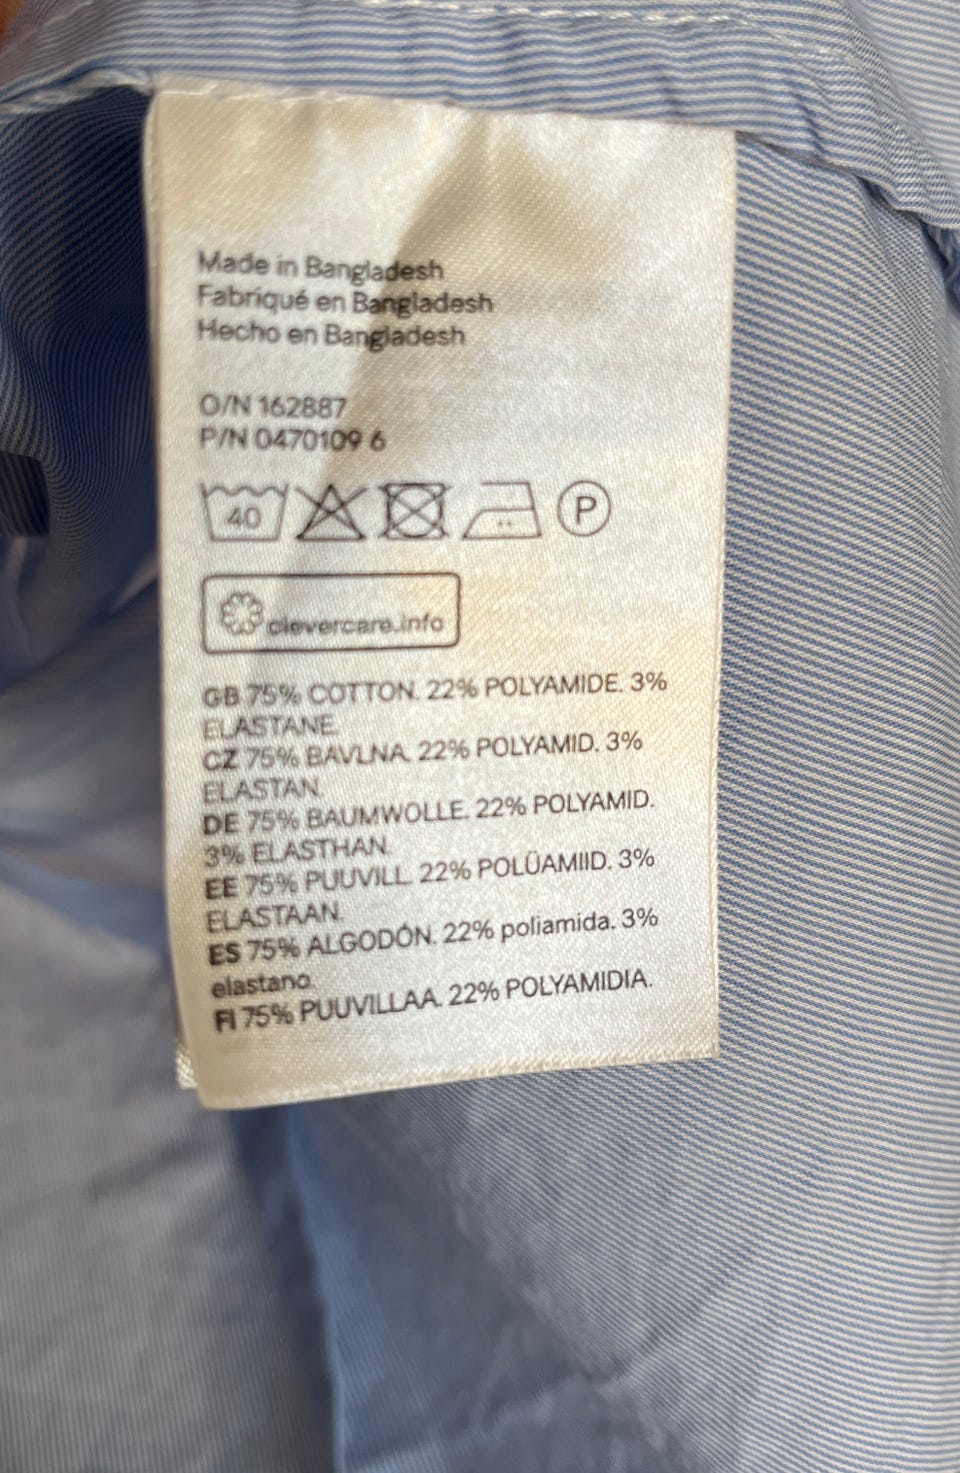 Made in Bangladesh
Fabriqué en Bangladesh
Hecho en Bangladesh
O/N 162887
P/N 0470109 6
40 P
clevercare.info
GB 75% COTTON. 22% POLYAMIDE. 3%
ELASTANE.
CZ 75% BAVLNA. 22% POLYAMID. 3%
ELASTAN.
DE 75% BAUMWOLLE. 22% POLYAMID.
3% ELASTHAN.
EE 75% PUUVILL. 22% POLÜAMIID. 3%
ELASTAAN.
ES 75% ALGODÓN. 22% poliamida. 3%
elastano.
FI 75% PUUVILLAA. 22% POLYAMIDIA.